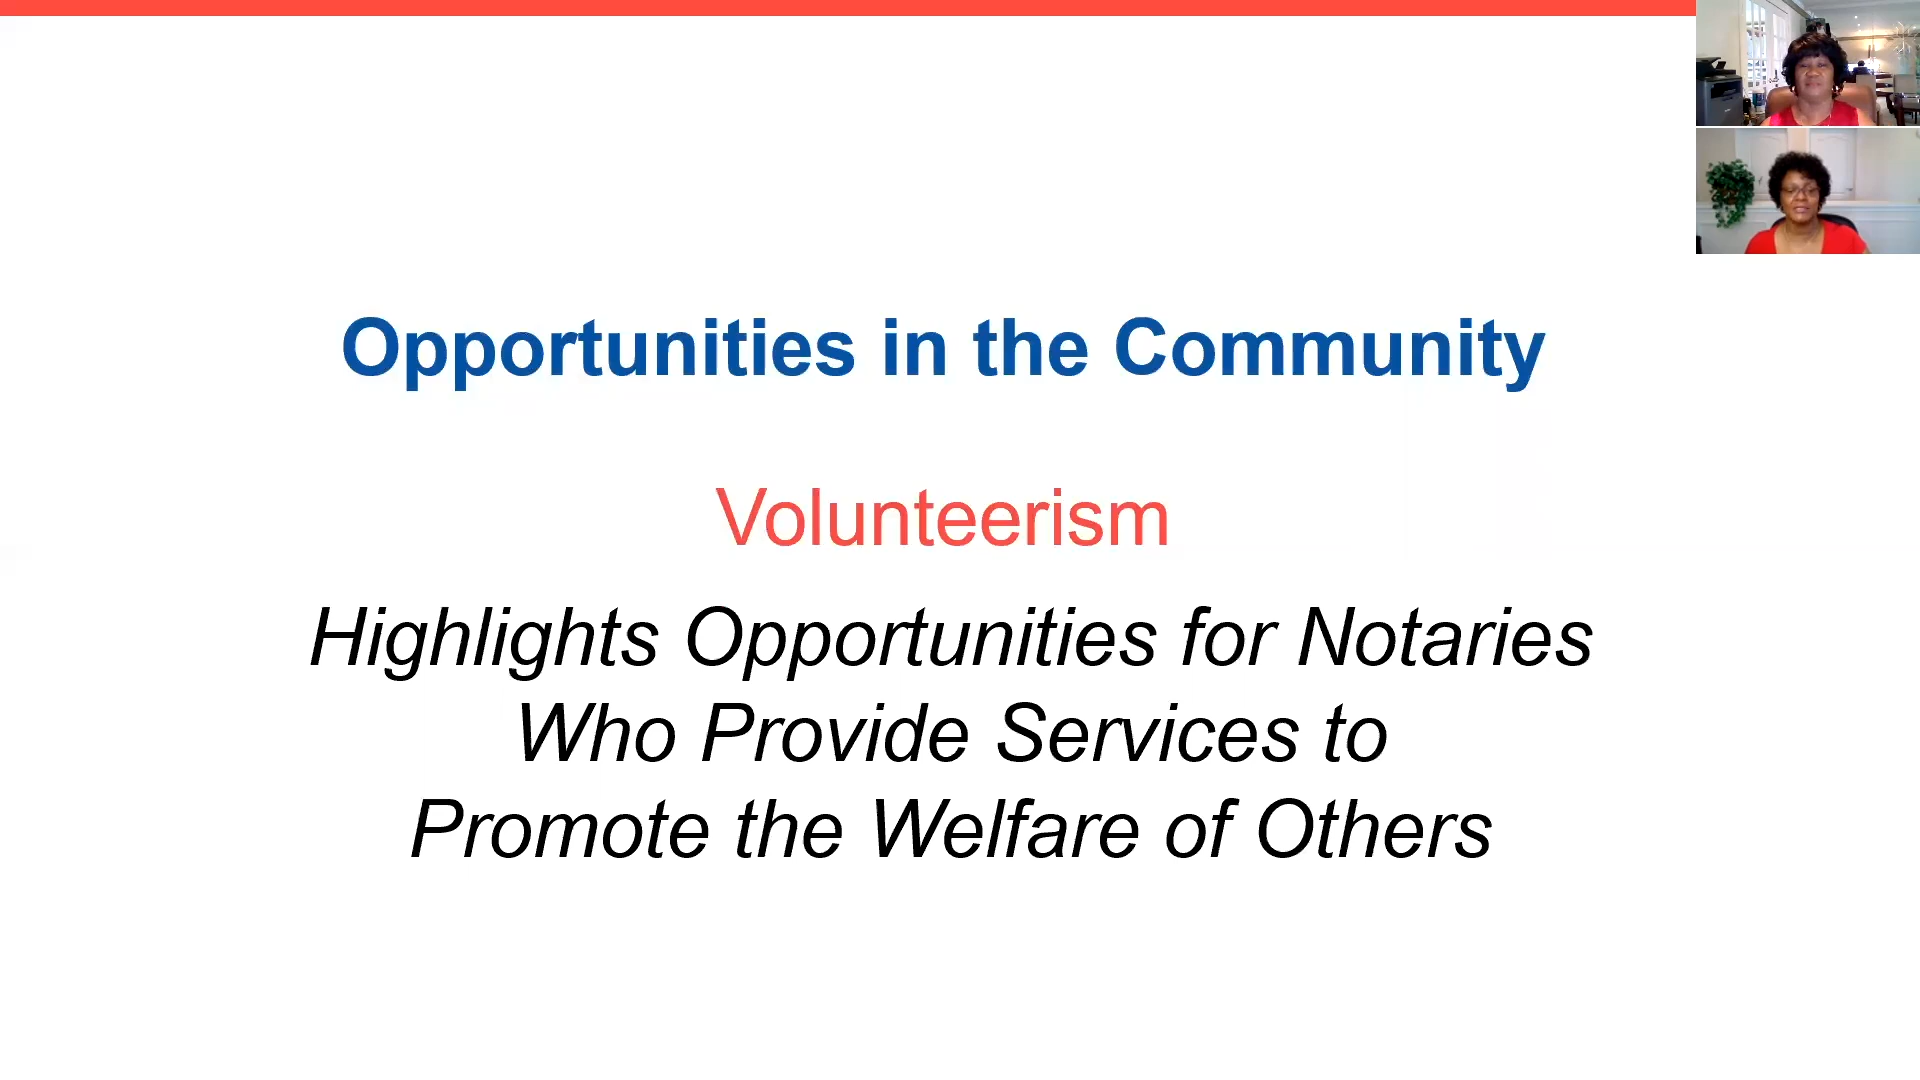 Opportunities in the Community
Volunteerism
Highlights Opportunities for Notaries
Who Provide Services to
Promote the Welfare of Others